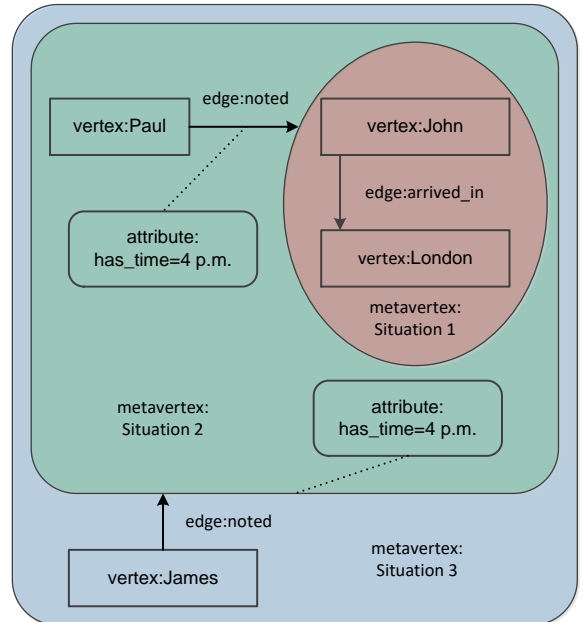 edge:noted
vertex:Paul
vertex:John
edge:arrived_in
attribute:
has_time=4 p.m.
vertex:London
metavertex:
Situation 1
metavertex:
Situation 2
attribute:
has_time=4 p.m.
edge:noted
metavertex:
Situation 3
vertex:James